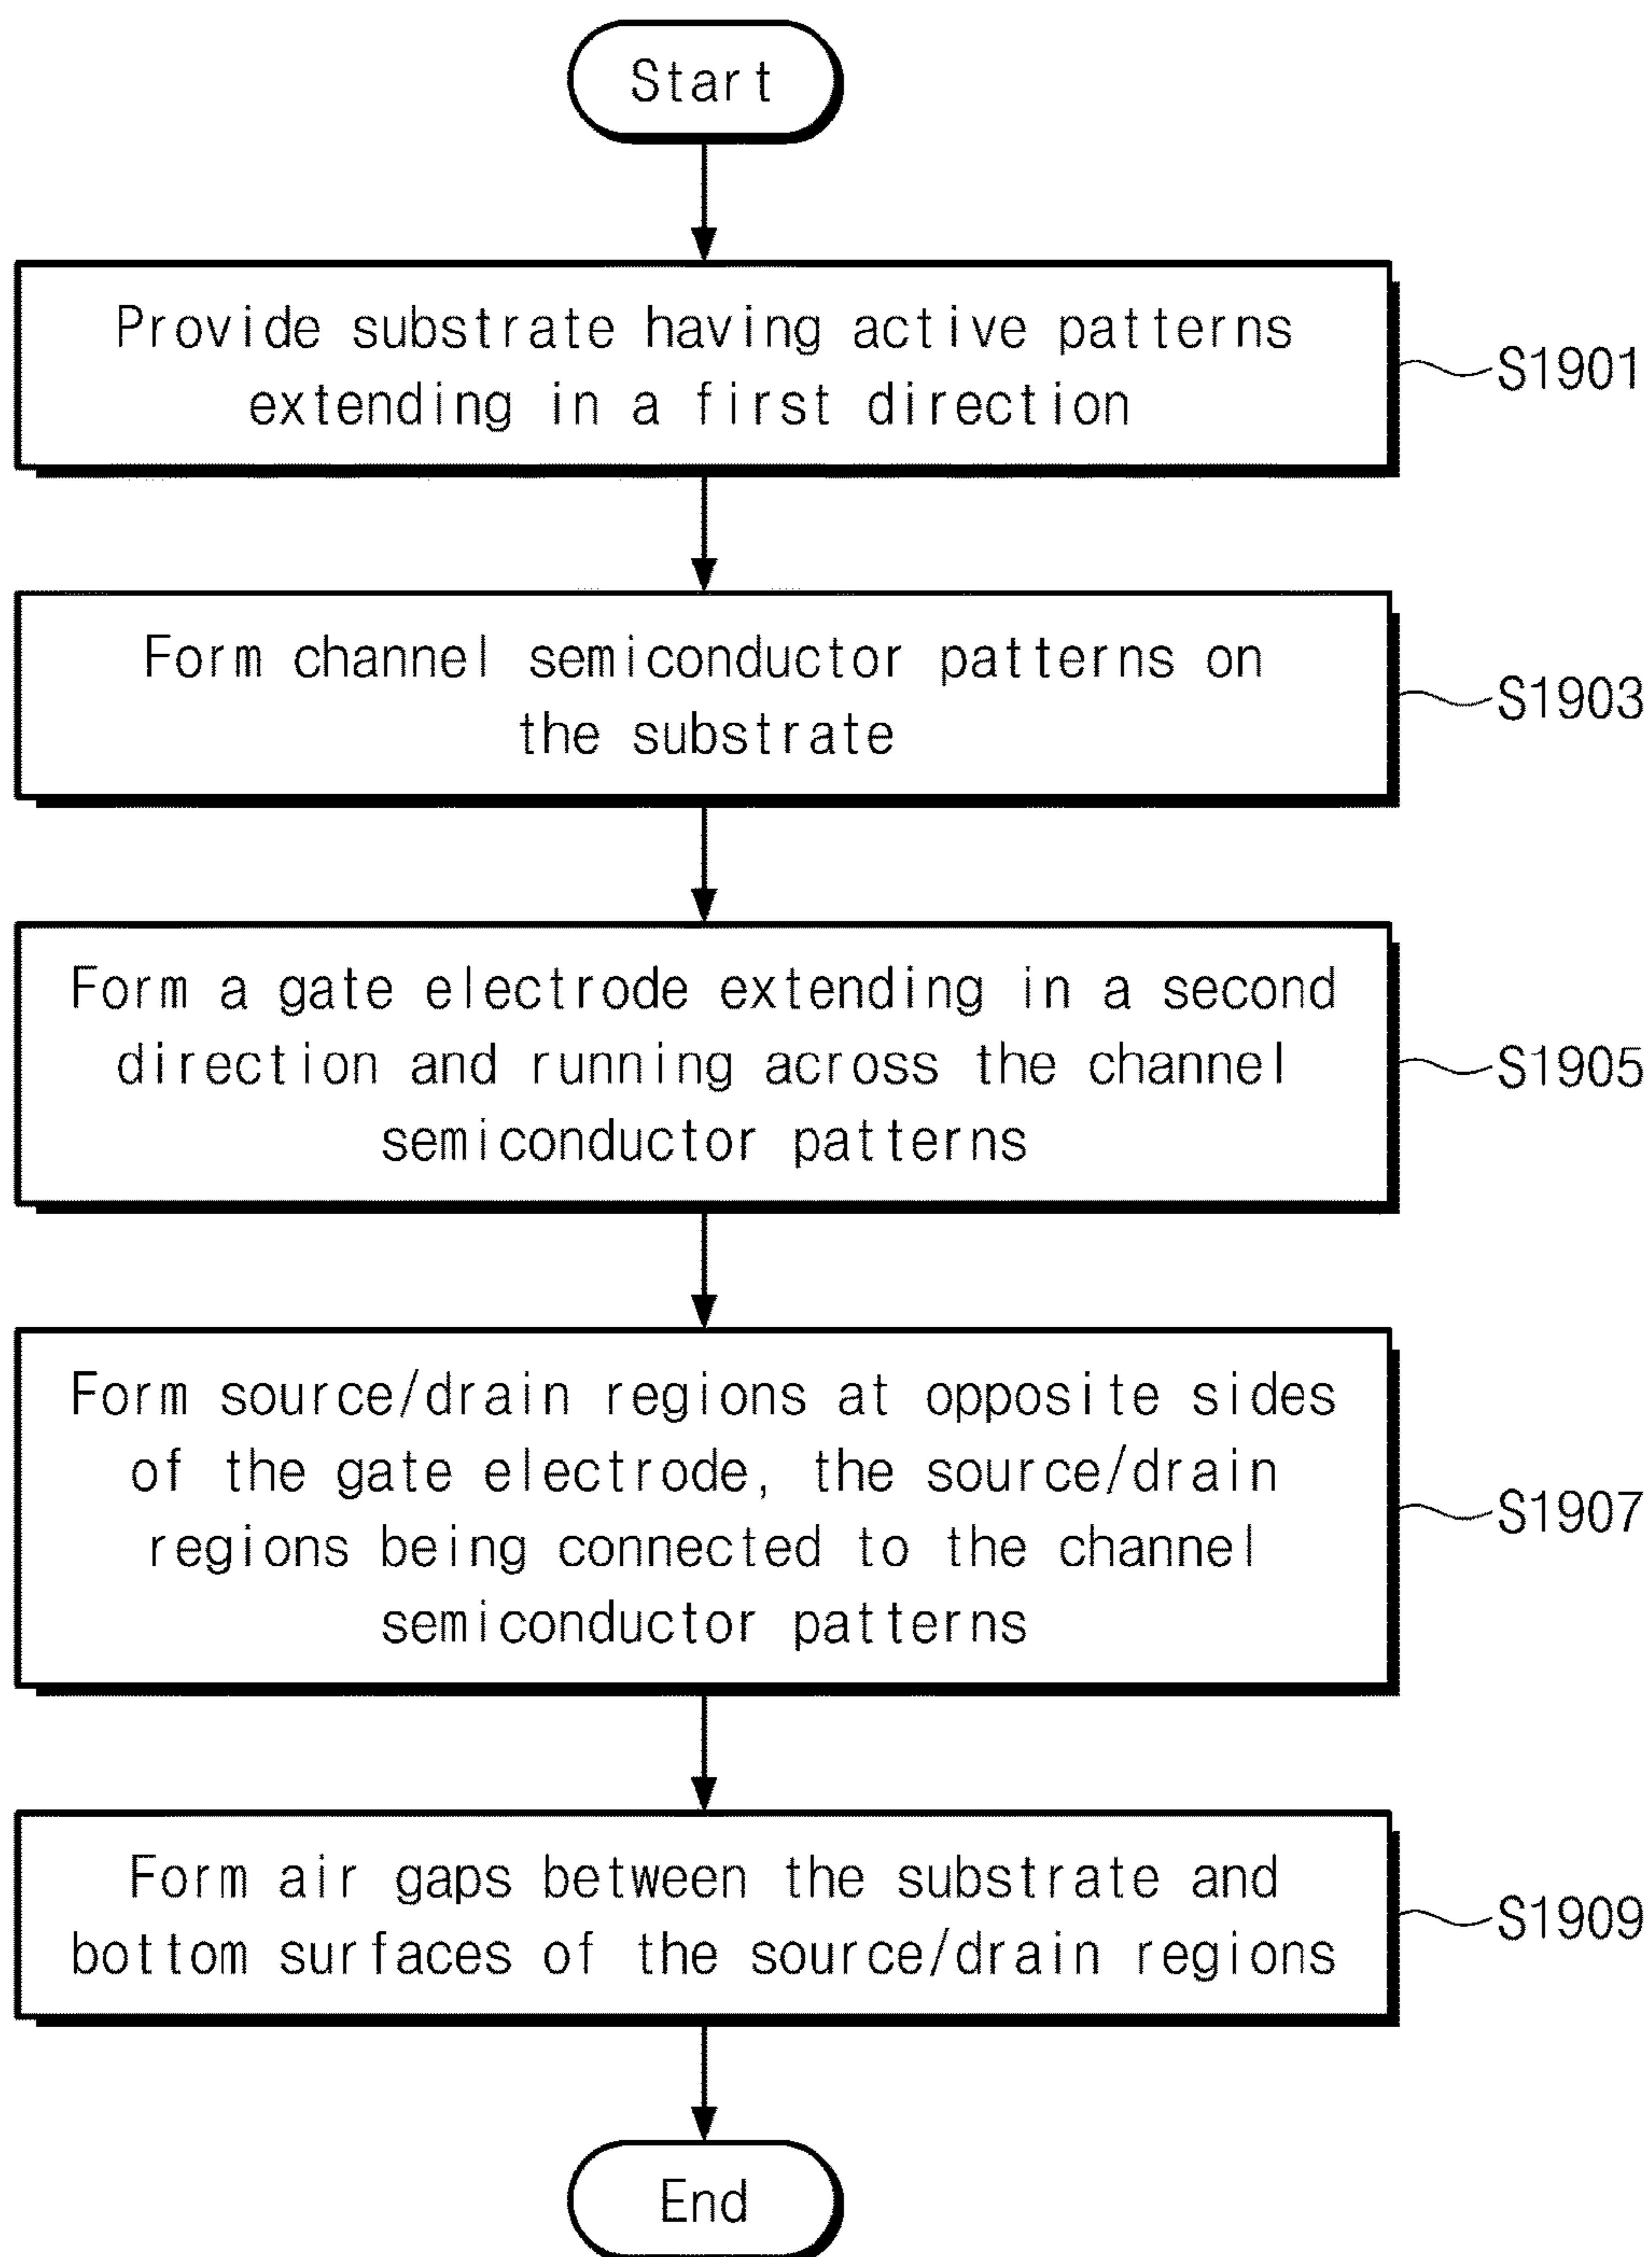 Start
Provide substrate having active patterns
extending in a first direction
S1901
Form channel semiconductor patterns on
the substrate
S1903
Form a gate electrode extending in a second
direction and running across the channel
semiconductor patterns
S1905
Form source/drain regions at opposite sides
of the gate electrode, the source/drain
regions being connected to the channel
semiconductor patterns
S1907
Form air gaps between the substrate and
bottom surfaces of the source/drain regions
S1909
End